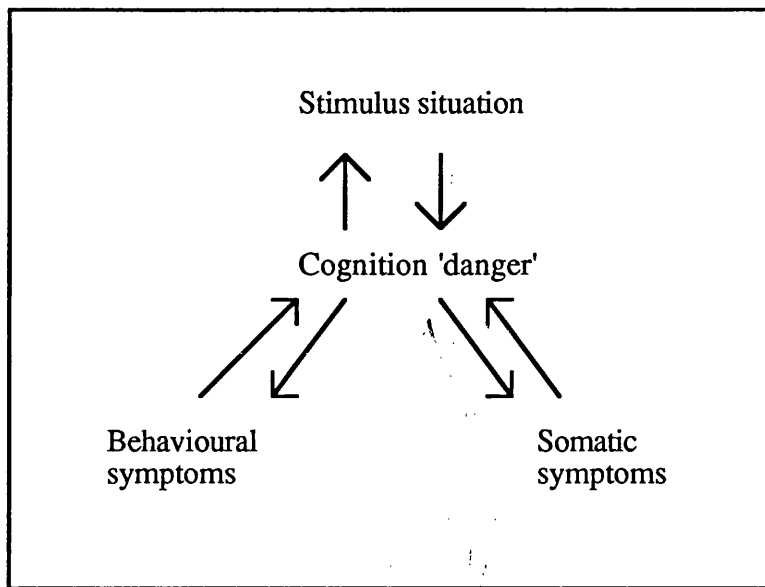 Stimulus situation
Cognition 'danger'
Behavioural
symptoms
Somatic
symptoms